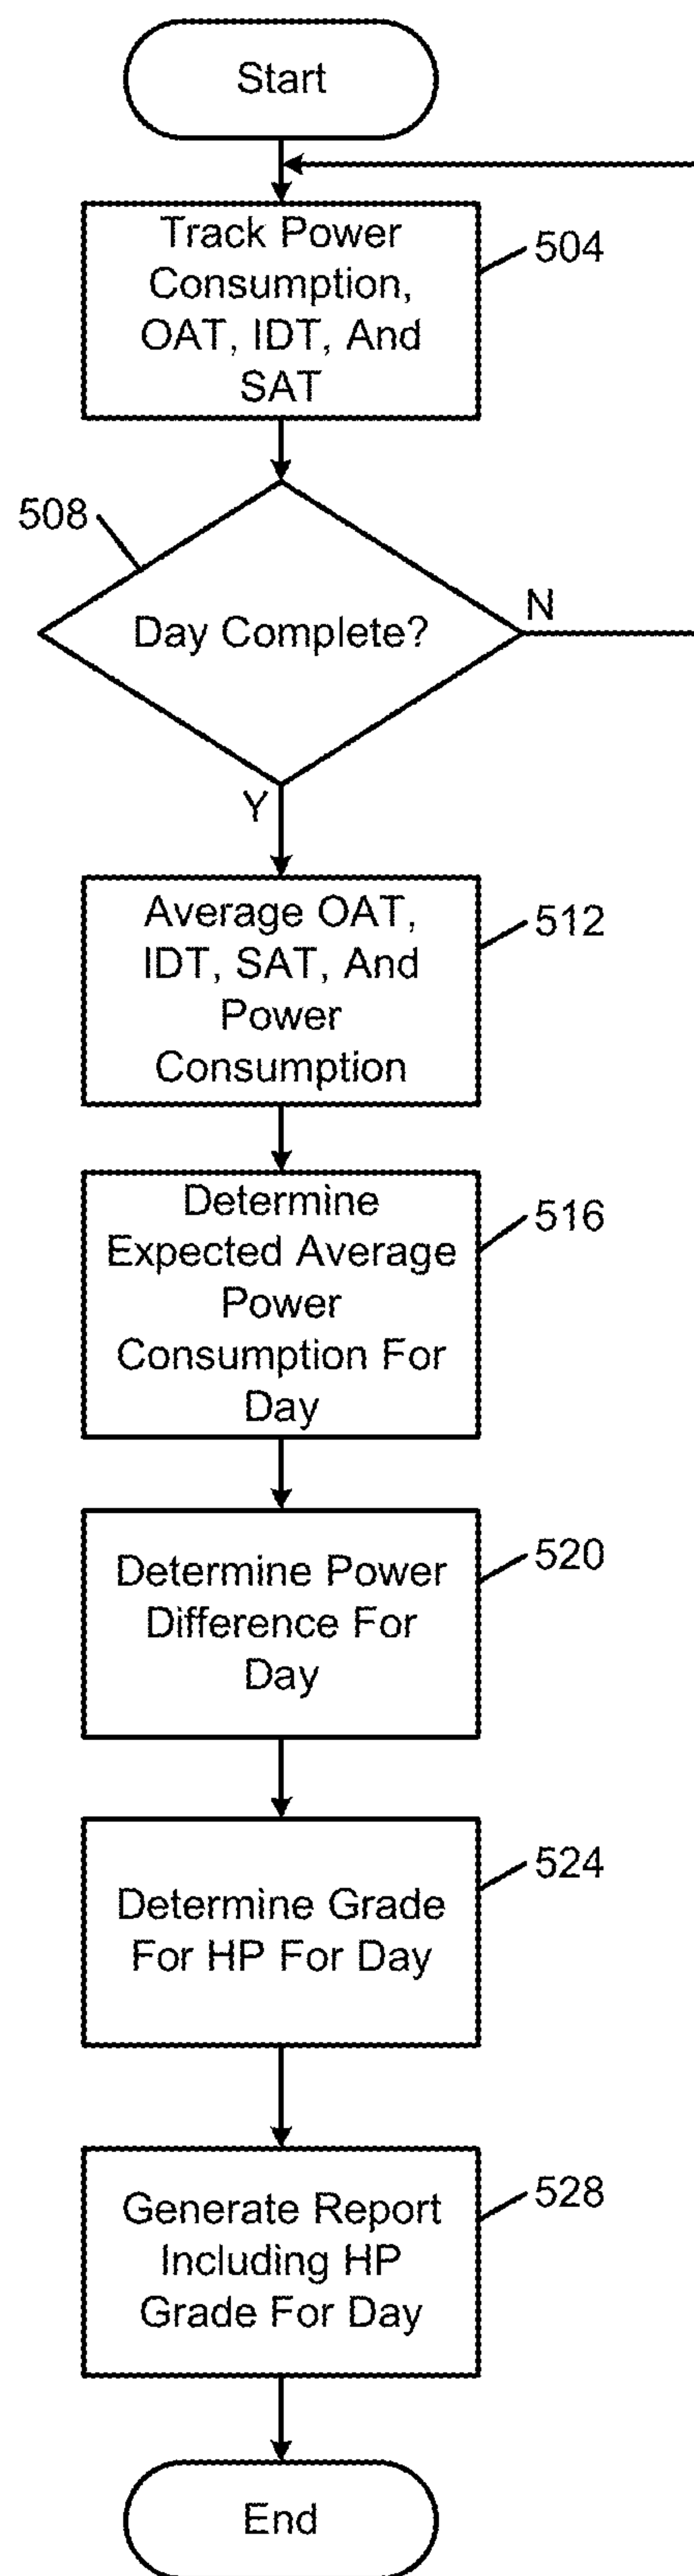 Start
Track Power
Consumption,
OAT, IDT, And
SAT
504
508
Day Complete?
N
Y
Average OAT,
IDT, SAT, And
Power
Consumption
512
Determine
Expected Average
Power
Consumption For
Day
516
Determine Power
Difference For
Day
520
Determine Grade
For HP For Day
524
Generate Report
Including HP
Grade For Day
528
End